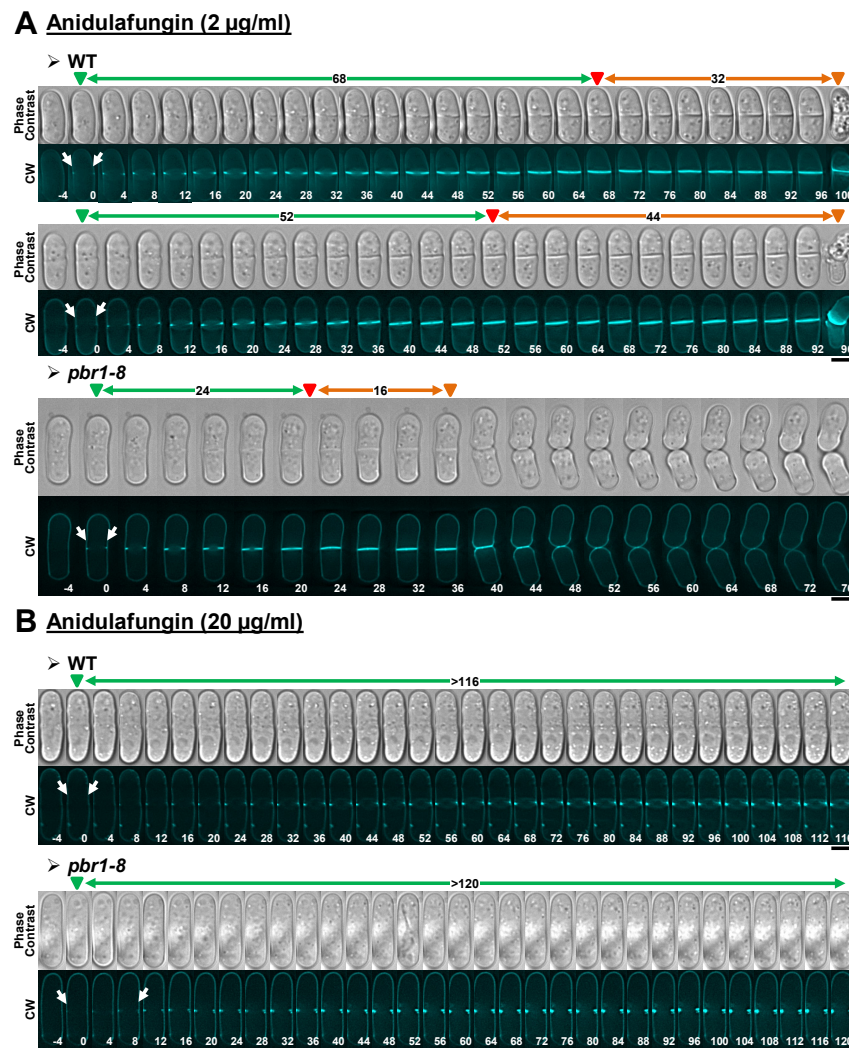 A Anidulafungin (2 µg/ml)
➢ WT
68 32
Phase Contrast
CW
-4 0 4 8 12 16 20 24 28 32 36 40 44 48 52 56 60 64 68 72 76 80 84 88 92 96 100
52 44
Phase Contrast
CW
-4 0 4 8 12 16 20 24 28 32 36 40 44 48 52 56 60 64 68 72 76 80 84 88 92 96
➢ pbr1-8
24 16
Phase Contrast
CW
-4 0 4 8 12 16 20 24 28 32 36 40 44 48 52 56 60 64 68 72 76
B Anidulafungin (20 µg/ml)
➢ WT
>116
Phase Contrast
CW
-4 0 4 8 12 16 20 24 28 32 36 40 44 48 52 56 60 64 68 72 76 80 84 88 92 96 100 104 108 112 116
➢ pbr1-8
>120
Phase Contrast
CW
-4 0 4 8 12 16 20 24 28 32 36 40 44 48 52 56 60 64 68 72 76 80 84 88 92 96 100 104 108 112 116 120